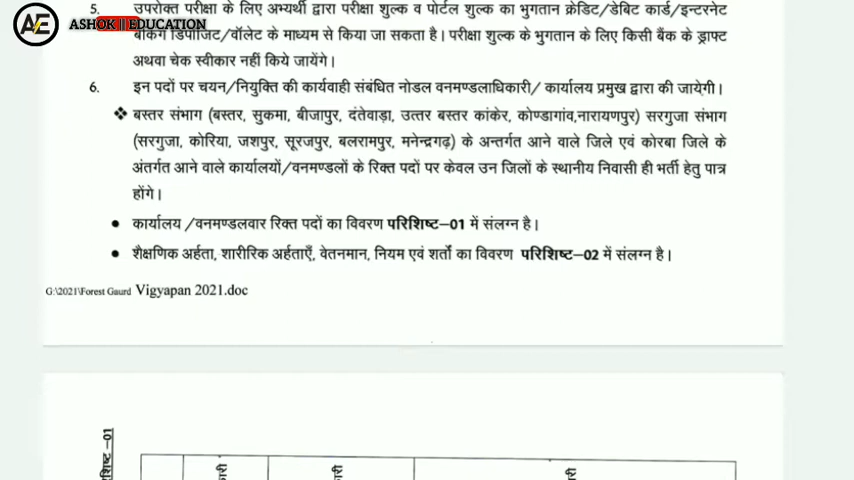 5. उपरोक्त परीक्षा के लिए अभ्यर्थी द्वारा परीक्षा शुल्क व पोर्टल शुल्क का भुगतान क्रेडिट/डेबिट कार्ड/इन्टरनेट
ASHOK || EDUCATION
AE
बैंकिंग डिपॉजिट/वॉलेट के माध्यम से किया जा सकता है। परीक्षा शुल्क के भुगतान के लिए किसी बैंक के ड्राफ्ट
अथवा चेक स्वीकार नहीं किये जायेंगे।
6. इन पदों पर चयन/नियुक्ति की कार्यवाही संबंधित नोडल वनमण्डलाधिकारी/ कार्यालय प्रमुख द्वारा की जायेगी।
❖ बस्तर संभाग (बस्तर, सुकमा, बीजापुर, दंतेवाड़ा, उत्तर बस्तर कांकेर, कोण्डागांव,नारायणपुर) सरगुजा संभाग
(सरगुजा, कोरिया, जशपुर, सूरजपुर, बलरामपुर, मनेन्द्रगढ़) के अन्तर्गत आने वाले जिले एवं कोरबा जिले के
अंतर्गत आने वाले कार्यालयों/वनमण्डलों के रिक्त पदों पर केवल उन जिलों के स्थानीय निवासी ही भर्ती हेतु पात्र
होंगे।
• कार्यालय /वनमण्डलवार रिक्त पदों का विवरण परिशिष्ट–01 में संलग्न है।
• शैक्षणिक अर्हता, शारीरिक अर्हताएँ, वेतनमान, नियम एवं शर्तों का विवरण परिशिष्ट–02 में संलग्न है।
G:\2021\Forest Gaurd Vigyapan 2021.doc